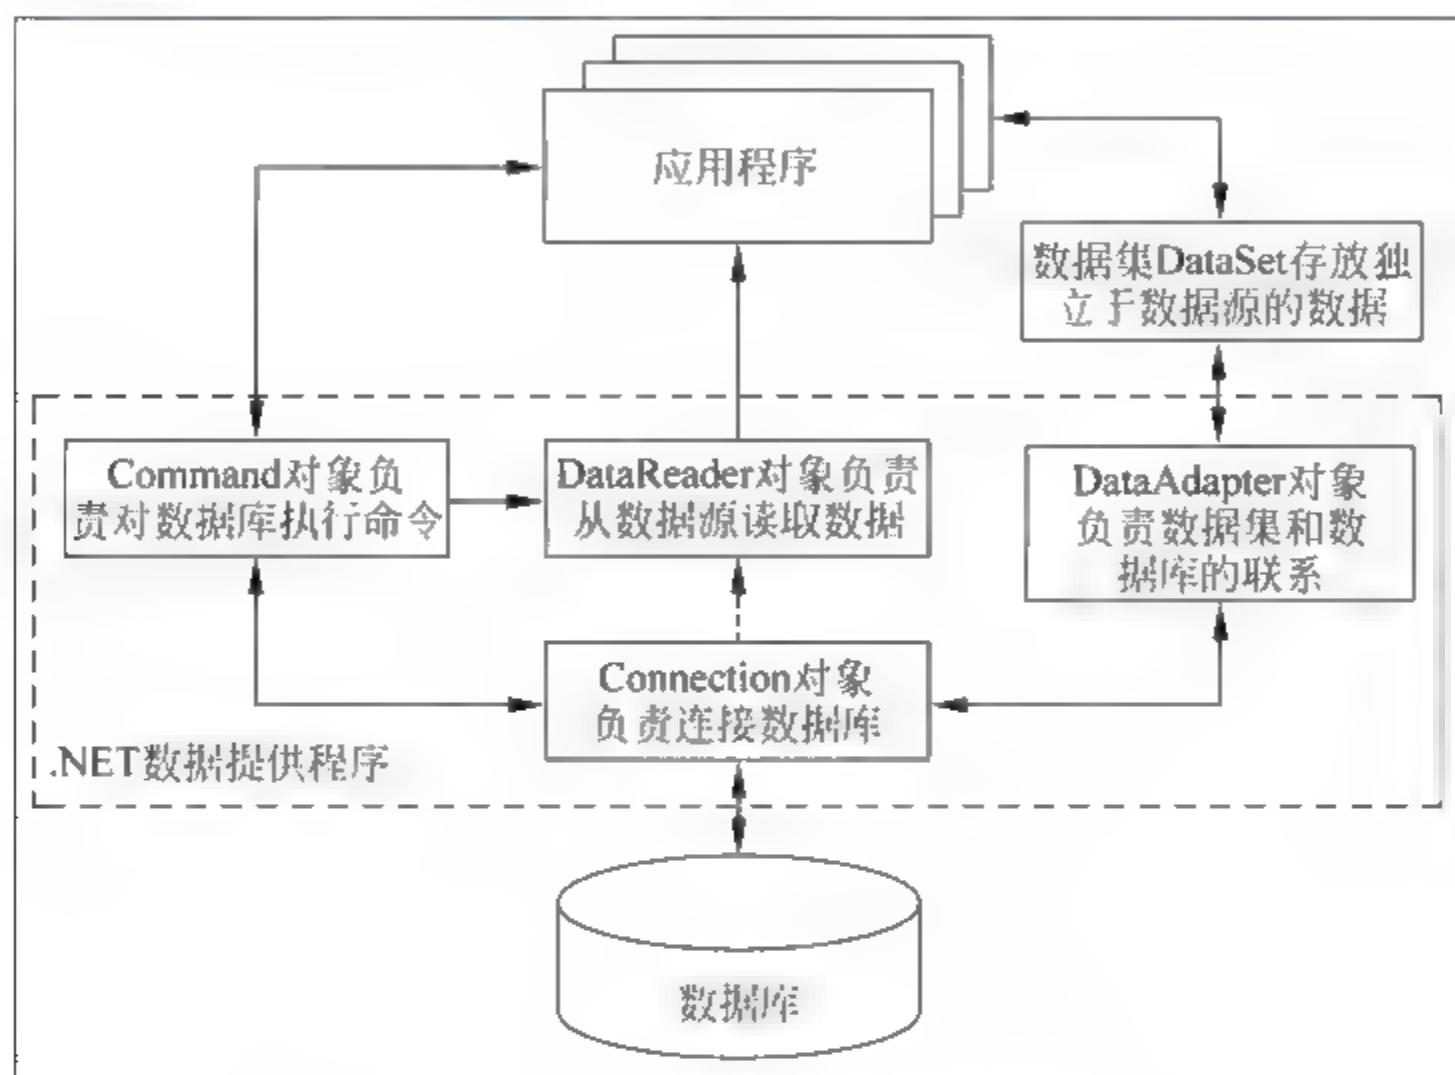 应用程序
数据集DataSet存放独
立于数据源的数据
Command对象负
责对数据库执行命令
DataReader对象负责
从数据源读取数据
DataAdapter对象
负责数据集和数
据库的联系
Connection对象
负责连接数据库
.NET数据提供程序
数据库